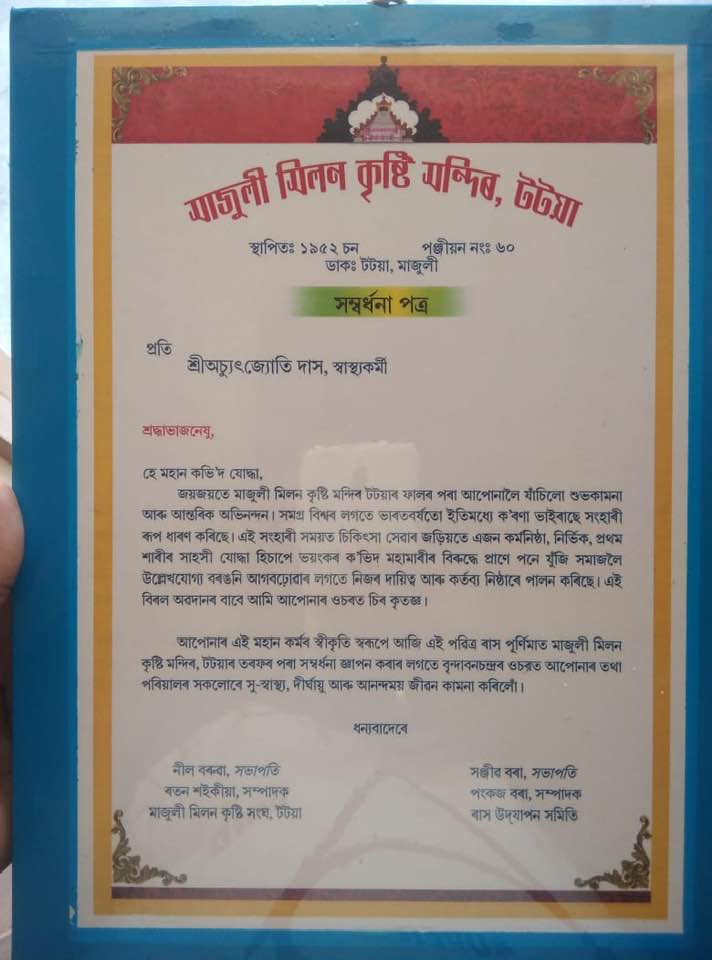 মাজুলী মিলন কৃষ্টি মন্দিৰ, টটয়া
স্থাপিতঃ ১৯৫২ চন পঞ্জীয়ন নংঃ ৬০
ডাকঃ টটয়া, মাজুলী
সম্বৰ্ধনা পত্ৰ
প্ৰতি
শ্ৰীঅচ্যুৎজ্যোতি দাস, স্বাস্থ্যকৰ্মী
শ্ৰদ্ধাভাজনেষু,
হে মহান কভি'দ যোদ্ধা,
জয়জয়তে মাজুলী মিলন কৃষ্টি মন্দিৰ টটয়াৰ ফালৰ পৰা আপোনালৈ যাঁচিলো শুভকামনা
আৰু আন্তৰিক অভিনন্দন। সমগ্ৰ বিশ্বৰ লগতে ভাৰতবৰ্ষতো ইতিমধ্যে ক'ৰণা ভাইৰাছে সংহাৰী
ৰূপ ধাৰণ কৰিছে। এই সংহাৰী সময়ত চিকিৎসা সেৱাৰ জড়িয়তে এজন কৰ্মনিষ্ঠা, নিৰ্ভিক, প্ৰথম
শাৰীৰ সাহসী যোদ্ধা হিচাপে ভয়ংকৰ ক'ভিদ মহামাৰীৰ বিৰুদ্ধে প্ৰাণে পনে যুঁজি সমাজলৈ
উল্লেখযোগ্য বৰঙনি আগবঢ়োৱাৰ লগতে নিজৰ দায়িত্ব আৰু কৰ্তব্য নিষ্ঠাৰে পালন কৰিছে। এই
বিৰল অৱদানৰ বাবে আমি আপোনাৰ ওচৰত চিৰ কৃতজ্ঞ।
আপোনাৰ এই মহান কৰ্মৰ স্বীকৃতি স্বৰূপে আজি এই পৱিত্ৰ ৰাস পূৰ্ণিমাত মাজুলী মিলন
কৃষ্টি মন্দিৰ, টটয়াৰ তৰফৰ পৰা সম্বৰ্ধনা জ্ঞাপন কৰাৰ লগতে বৃন্দাবনচন্দ্ৰৰ ওচৰত আপোনাৰ তথা
পৰিয়ালৰ সকলোৰে সু-স্বাস্থ্য, দীৰ্ঘায়ু আৰু আনন্দময় জীৱন কামনা কৰিলোঁ।
ধন্যবাদেৰে
নীল বৰুৱা, সভাপতি
ৰতন শইকীয়া, সম্পাদক
মাজুলী মিলন কৃষ্টি সংঘ, টটয়া
সঞ্জীৱ বৰা, সভাপতি
পংকজ বৰা, সম্পাদক
ৰাস উদ্‌যাপন সমিতি